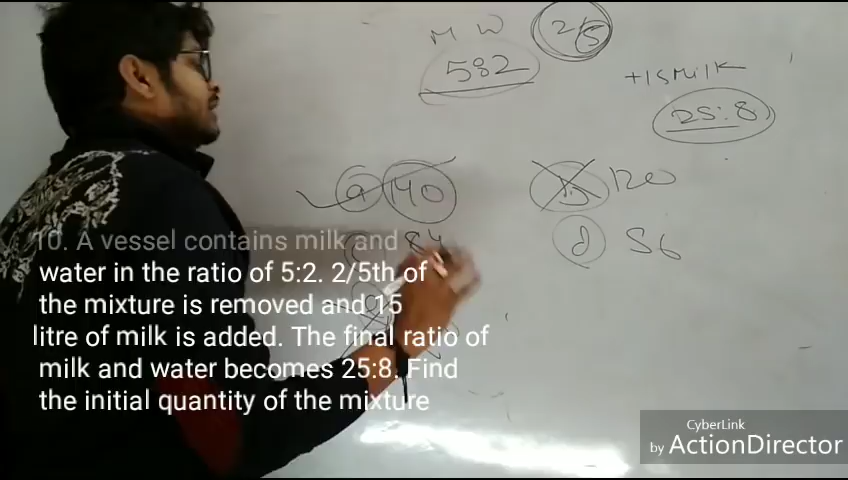 M W 2/5
582
+15 Milk
25:8
a 140 b 120
84 d 56
10. A vessel contains milk and
water in the ratio of 5:2. 2/5th of
the mixture is removed and 15
litre of milk is added. The final ratio of
milk and water becomes 25:8. Find
the initial quantity of the mixture
CyberLink
by ActionDirector